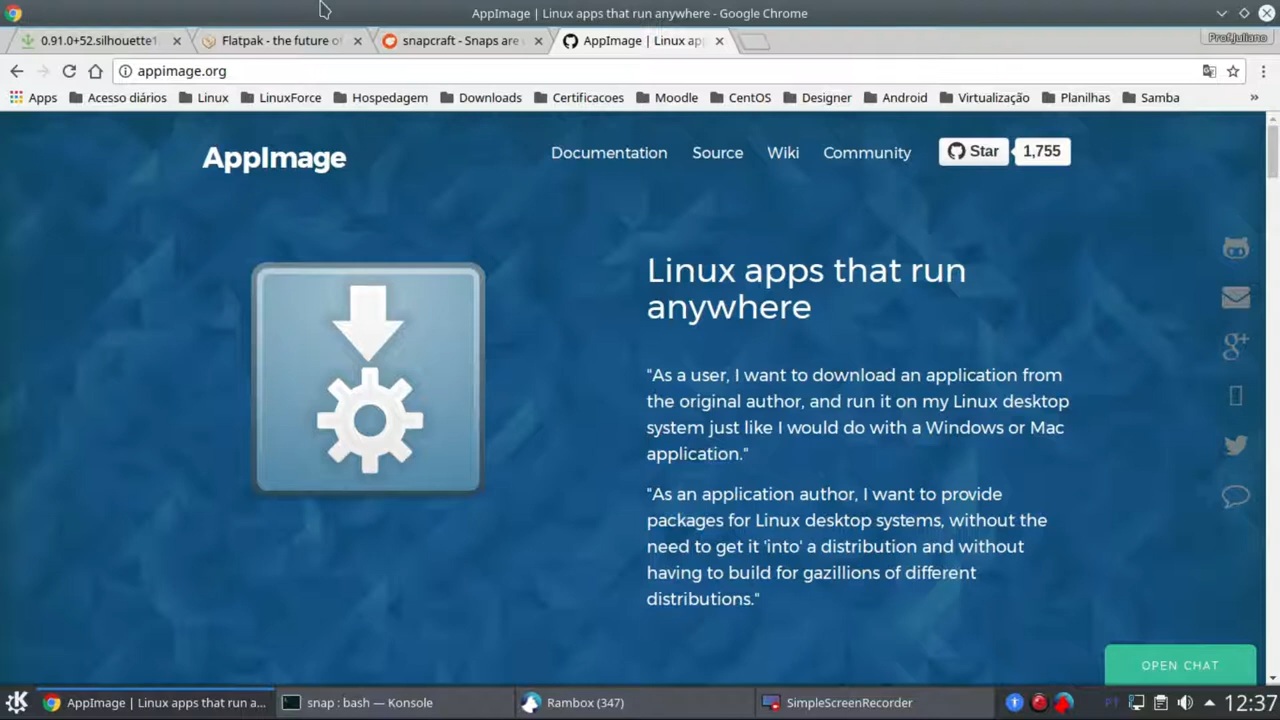 AppImage | Linux apps that run anywhere - Google Chrome
0.91.0+52.silhouette1
Flatpak - the future of
snapcraft - Snaps are
AppImage | Linux ap
Prof.Juliano
appimage.org
Apps
Acesso diários
Linux
LinuxForce
Hospedagem
Downloads
Certificacoes
Moodle
CentOS
Designer
Android
Virtualização
Planilhas
Samba
»
AppImage
Documentation
Source
Wiki
Community
Star
1,755
Linux apps that run
anywhere
"As a user, I want to download an application from
the original author, and run it on my Linux desktop
system just like I would do with a Windows or Mac
application."
"As an application author, I want to provide
packages for Linux desktop systems, without the
need to get it 'into' a distribution and without
having to build for gazillions of different
distributions."
g+
OPEN CHAT
AppImage | Linux apps that run a...
snap : bash — Konsole
Rambox (347)
SimpleScreenRecorder
PT
12:37